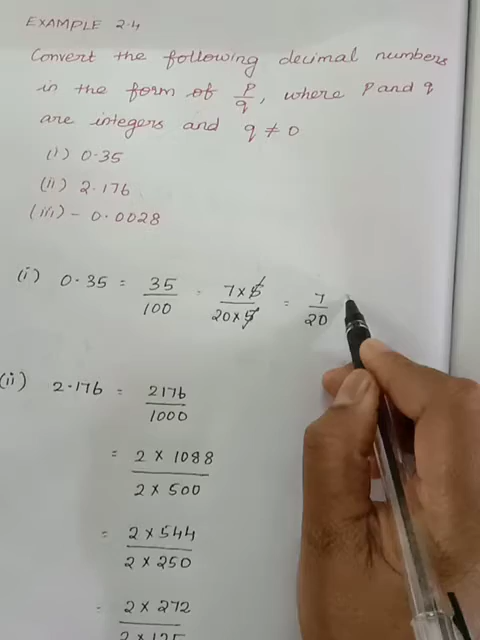 EXAMPLE 2.4
Convert the following decimal numbers
in the form of p/q, where p and q
are integers and q ≠ 0
(i) 0.35
(ii) 2.176
(iii) - 0.0028
(i) 0.35 = 35/100 = 7×5/20×5 = 7/20
(ii) 2.176 = 2176/1000
= 2 × 1088/2 × 500
= 2 × 544/2 × 250
= 2 × 272/2 × 125